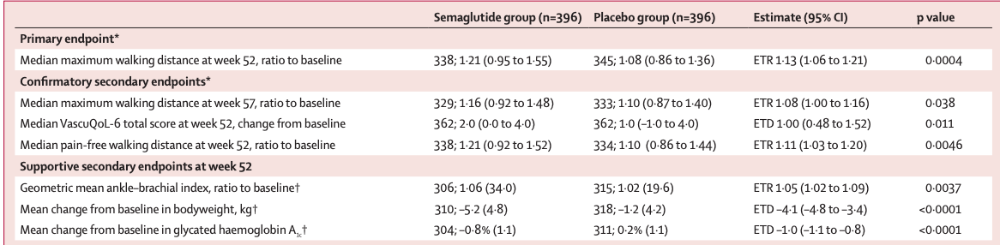 Semaglutide group (n=396) Placebo group (n=396) Estimate (95% CI) p value
Primary endpoint*
Median maximum walking distance at week 52, ratio to baseline 338; 1·21 (0·95 to 1·55) 345; 1·08 (0·86 to 1·36) ETR 1·13 (1·06 to 1·21) 0·0004
Confirmatory secondary endpoints*
Median maximum walking distance at week 57, ratio to baseline 329; 1·16 (0·92 to 1·48) 333; 1·10 (0·87 to 1·40) ETR 1·08 (1·00 to 1·16) 0·038
Median VascuQoL-6 total score at week 52, change from baseline 362; 2·0 (0·0 to 4·0) 362; 1·0 (–1·0 to 4·0) ETD 1·00 (0·48 to 1·52) 0·011
Median pain-free walking distance at week 52, ratio to baseline 338; 1·21 (0·92 to 1·52) 334; 1·10 (0·86 to 1·44) ETR 1·11 (1·03 to 1·20) 0·0046
Supportive secondary endpoints at week 52
Geometric mean ankle–brachial index, ratio to baseline† 306; 1·06 (34·0) 315; 1·02 (19·6) ETR 1·05 (1·02 to 1·09) 0·0037
Mean change from baseline in bodyweight, kg† 310; –5·2 (4·8) 318; –1·2 (4·2) ETD –4·1 (–4·8 to –3·4) <0·0001
Mean change from baseline in glycated haemoglobin A1c† 304; –0·8% (1·1) 311; 0·2% (1·1) ETD –1·0 (–1·1 to –0·8) <0·0001